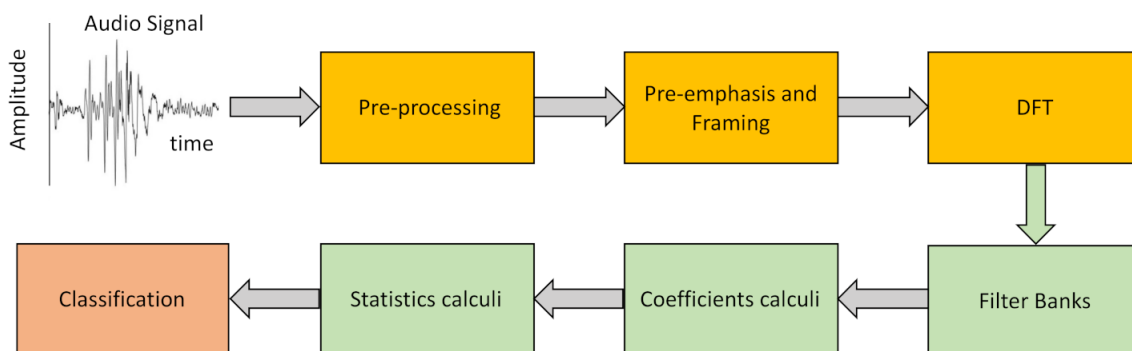 Audio Signal
Amplitude
time
Pre-processing
Pre-emphasis and
Framing
DFT
Classification
Statistics calculi
Coefficients calculi
Filter Banks